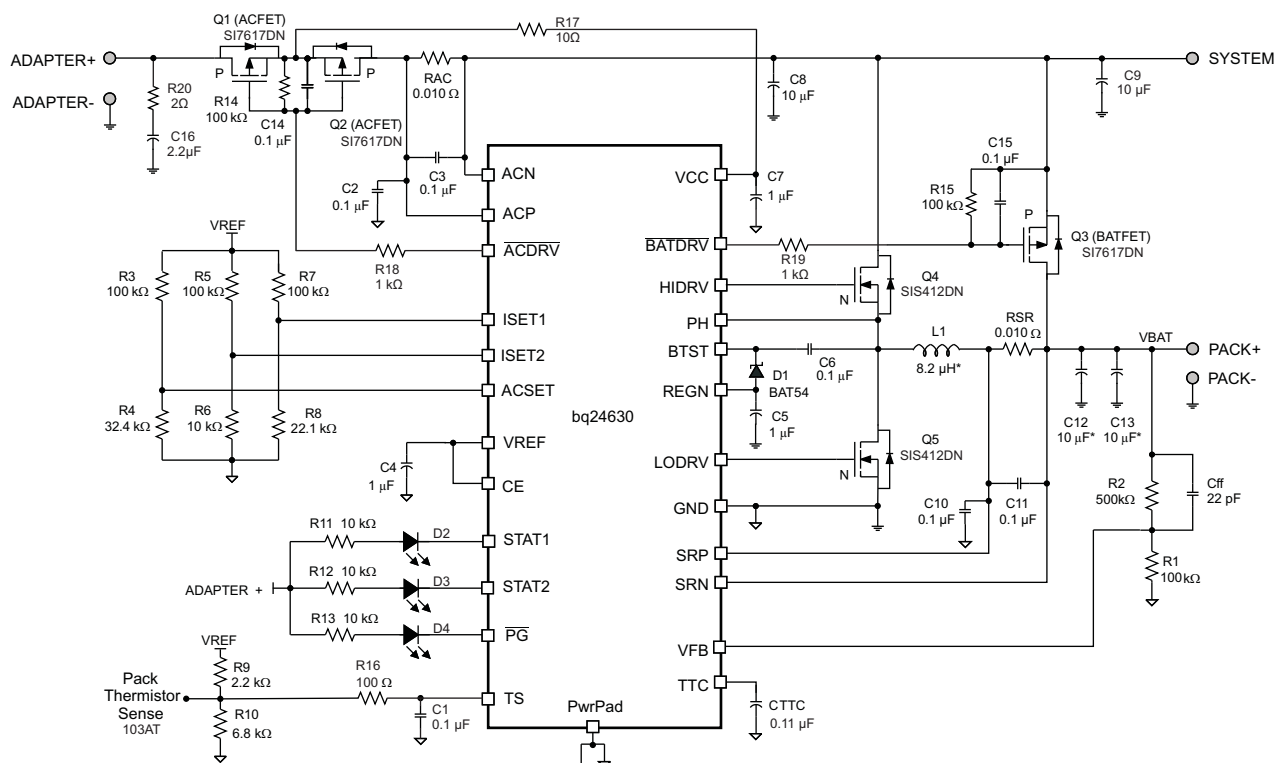 Q1 (ACFET)
SI7617DN
R17
10Ω
ADAPTER+
P
P
SYSTEM
ADAPTER-
R20
2Ω
R14
100 kΩ
C14
0.1 µF
RAC
0.010 Ω
Q2 (ACFET)
SI7617DN
C8
10 µF
C9
10 µF
C16
2.2µF
C2
0.1 µF
C3
0.1 µF
ACN
VCC
C7
1 µF
C15
0.1 µF
ACP
R15
100 kΩ
P
VREF
ACDRV
R18
1 kΩ
BATDRV
R19
1 kΩ
Q3 (BATFET)
SI7617DN
R3
100 kΩ
R5
100 kΩ
R7
100 kΩ
HIDRV
N
Q4
SIS412DN
ISET1
PH
L1
8.2 µH*
RSR
0.010 Ω
VBAT
PACK+
ISET2
BTST
C6
0.1 µF
D1
BAT54
PACK-
ACSET
REGN
R4
32.4 kΩ
R6
10 kΩ
R8
22.1 kΩ
bq24630
C5
1 µF
C12
10 µF*
C13
10 µF*
VREF
C4
1 µF
LODRV
N
Q5
SIS412DN
CE
R2
500kΩ
Cff
22 pF
GND
C10
0.1 µF
C11
0.1 µF
R11 10 kΩ
D2
STAT1
SRP
R1
100kΩ
ADAPTER +
R12 10 kΩ
D3
STAT2
SRN
R13 10 kΩ
D4
PG
VFB
VREF
R9
2.2 kΩ
Pack
Thermistor
Sense
103AT
R16
100 Ω
TS
TTC
R10
6.8 kΩ
C1
0.1 µF
PwrPad
CTTC
0.11 µF